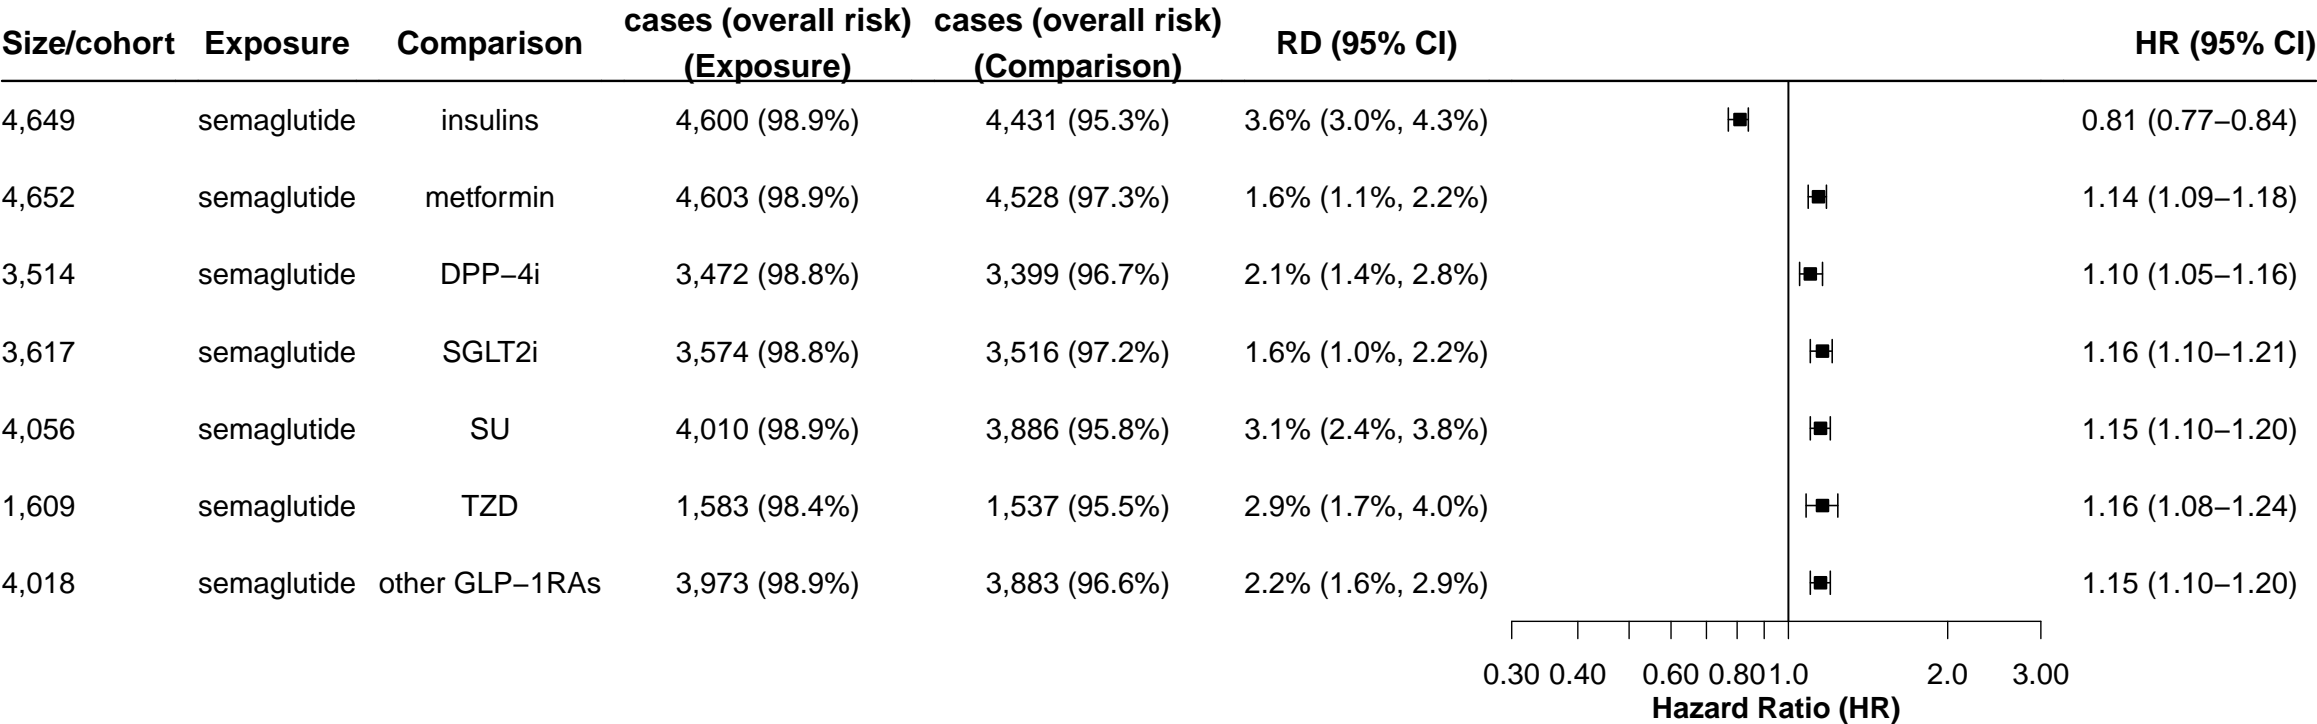 Size/cohort Exposure Comparison cases (overall risk) (Exposure) cases (overall risk) (Comparison) RD (95% CI) HR (95% CI)
4,649 semaglutide insulins 4,600 (98.9%) 4,431 (95.3%) 3.6% (3.0%, 4.3%) 0.81 (0.77−0.84)
4,652 semaglutide metformin 4,603 (98.9%) 4,528 (97.3%) 1.6% (1.1%, 2.2%) 1.14 (1.09−1.18)
3,514 semaglutide DPP−4i 3,472 (98.8%) 3,399 (96.7%) 2.1% (1.4%, 2.8%) 1.10 (1.05−1.16)
3,617 semaglutide SGLT2i 3,574 (98.8%) 3,516 (97.2%) 1.6% (1.0%, 2.2%) 1.16 (1.10−1.21)
4,056 semaglutide SU 4,010 (98.9%) 3,886 (95.8%) 3.1% (2.4%, 3.8%) 1.15 (1.10−1.20)
1,609 semaglutide TZD 1,583 (98.4%) 1,537 (95.5%) 2.9% (1.7%, 4.0%) 1.16 (1.08−1.24)
4,018 semaglutide other GLP−1RAs 3,973 (98.9%) 3,883 (96.6%) 2.2% (1.6%, 2.9%) 1.15 (1.10−1.20)
0.30 0.40 0.60 0.80 1.0 2.0 3.00
Hazard Ratio (HR)